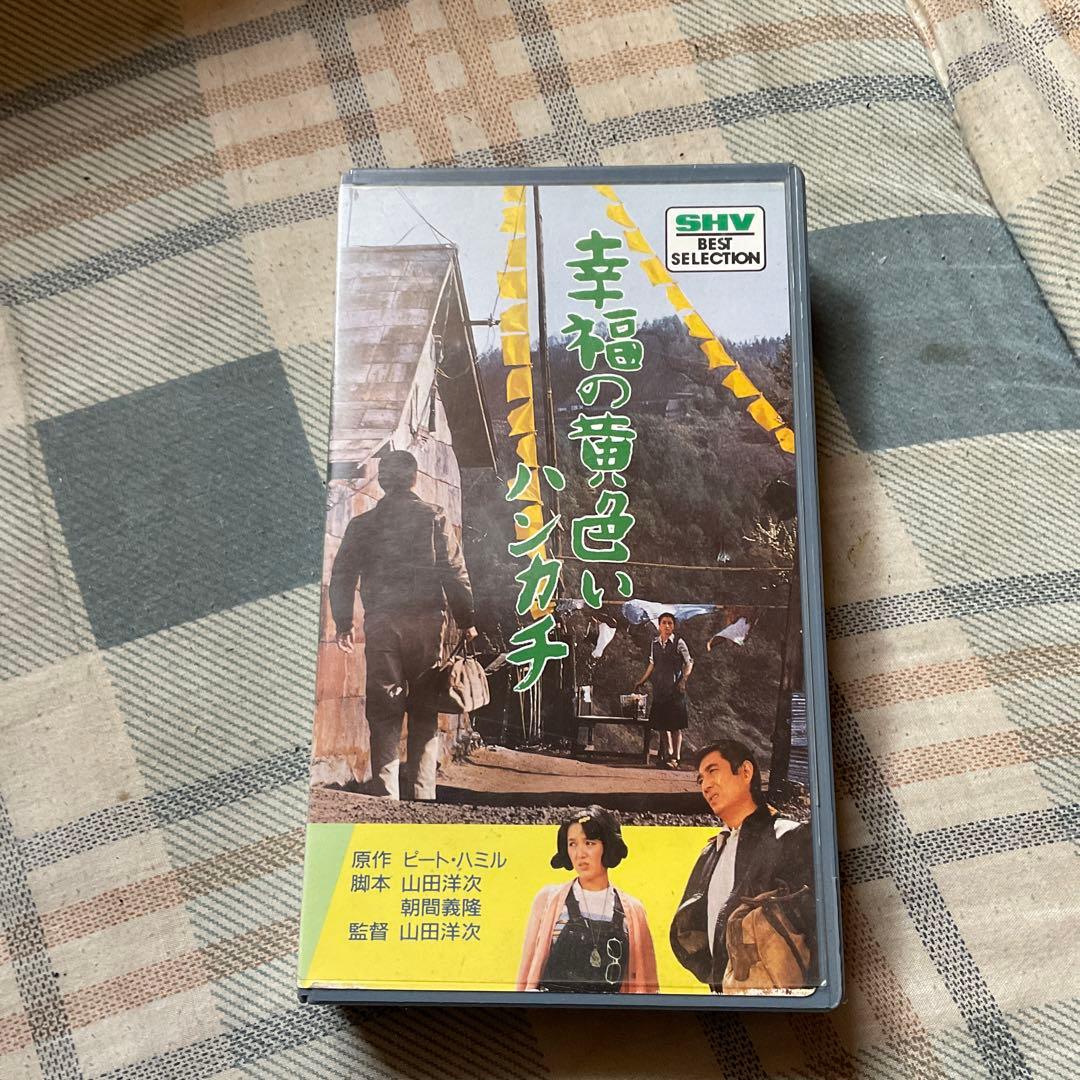 SHV
BEST
SELECTION
幸福の黄色い
ハンカチ
原作 ピート・ハミル
脚本 山田洋次
朝間義隆
監督 山田洋次